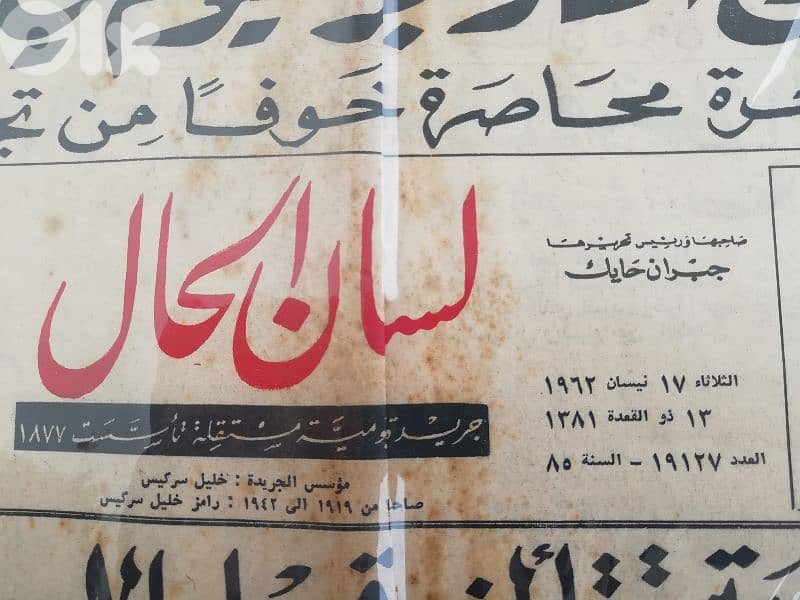 OLX
محاصرة خوفا من
لسان الحال
جريدة يومية مستقلة تأسست ١٨٧٧
مؤسس الجريدة : خليل سركيس
صاحبها من ١٩١٩ الى ١٩٤٢ : رامز خليل سركيس
صاحبها ورئيس تحريرها
جبران حايك
الثلاثاء ١٧ نيسان ١٩٦٢
١٣ ذو القعدة ١٣٨١
العدد ١٩١٢٧ - السنة ٨٥